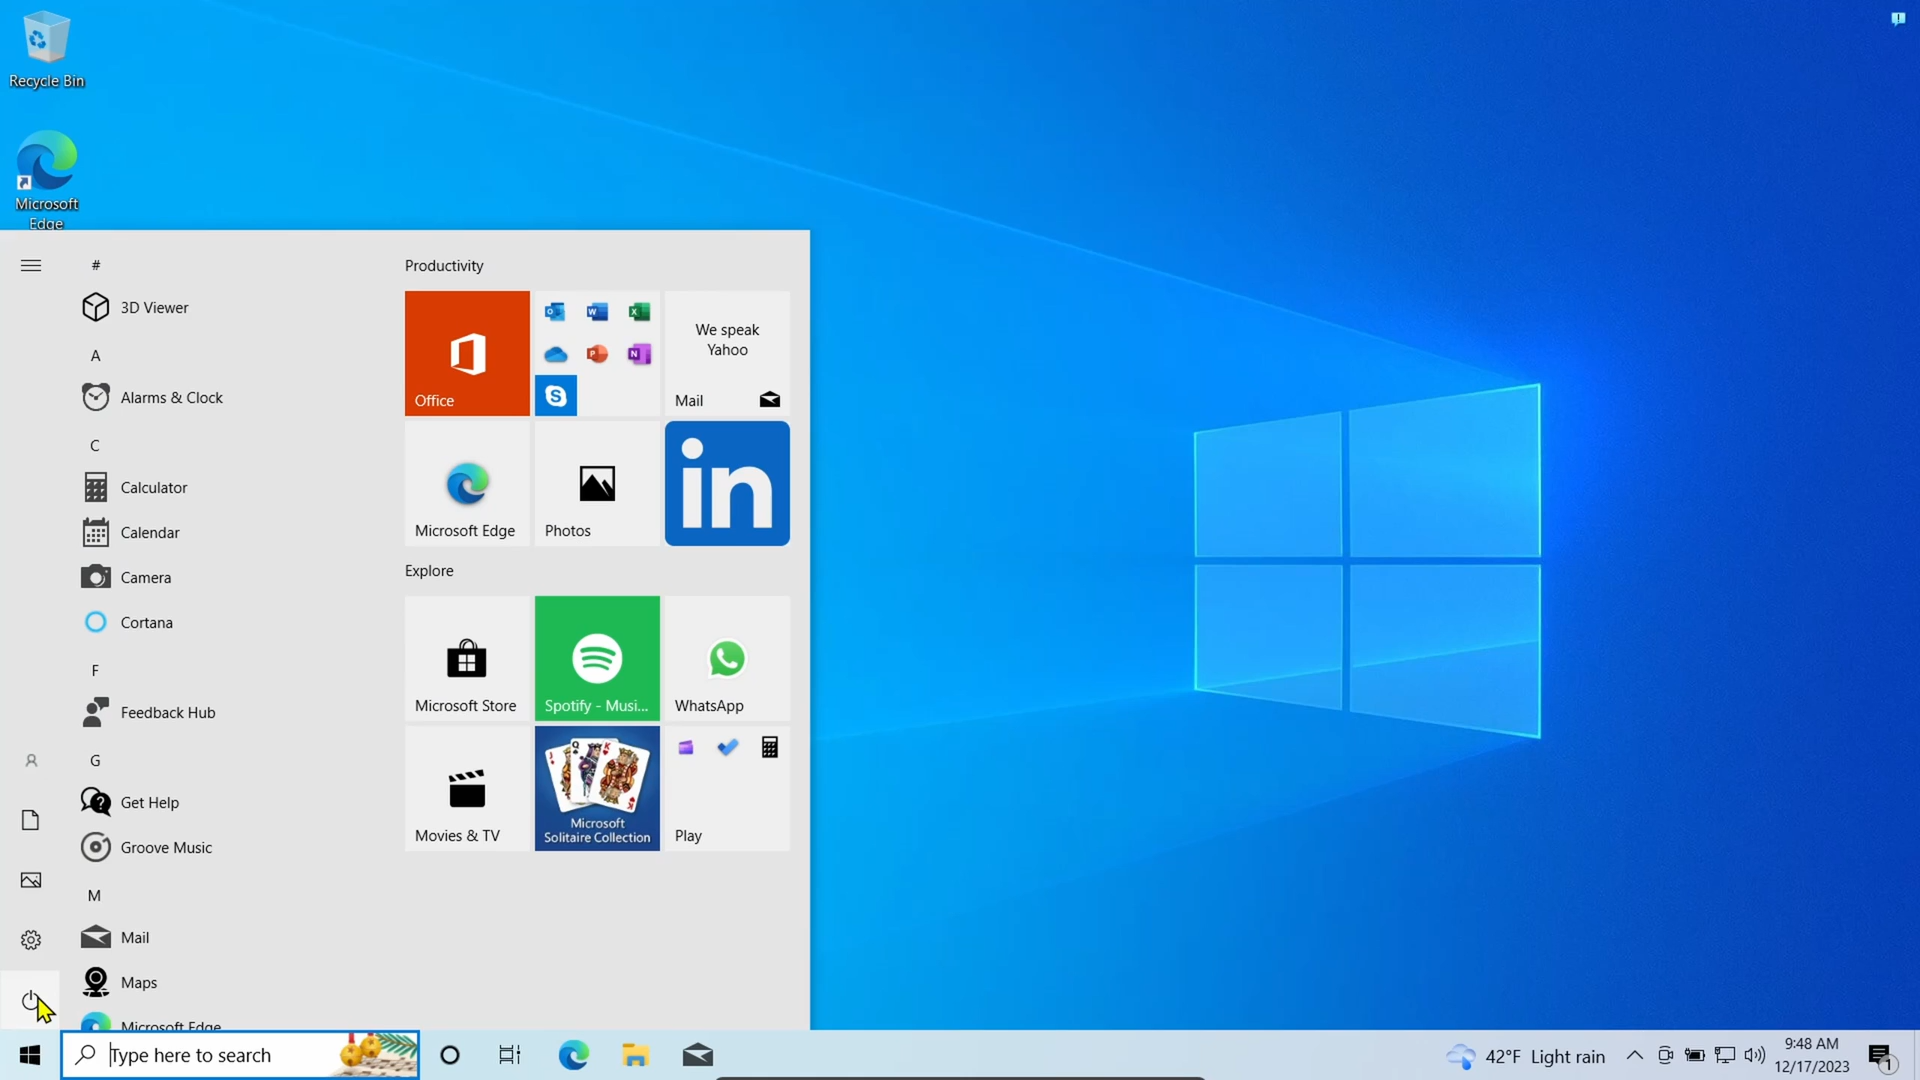 Recycle Bin
Microsoft
Edge
#
3D Viewer
A
Alarms & Clock
C
Calculator
Calendar
Camera
Cortana
F
Feedback Hub
G
Get Help
Groove Music
M
Mail
Maps
Microsoft Edge
Productivity
Office
We speak
Yahoo
Mail
Microsoft Edge
Photos
in
Explore
Microsoft Store
Spotify - Musi...
WhatsApp
Movies & TV
Microsoft
Solitaire Collection
Play
Type here to search
42°F Light rain
9:48 AM
12/17/2023
1